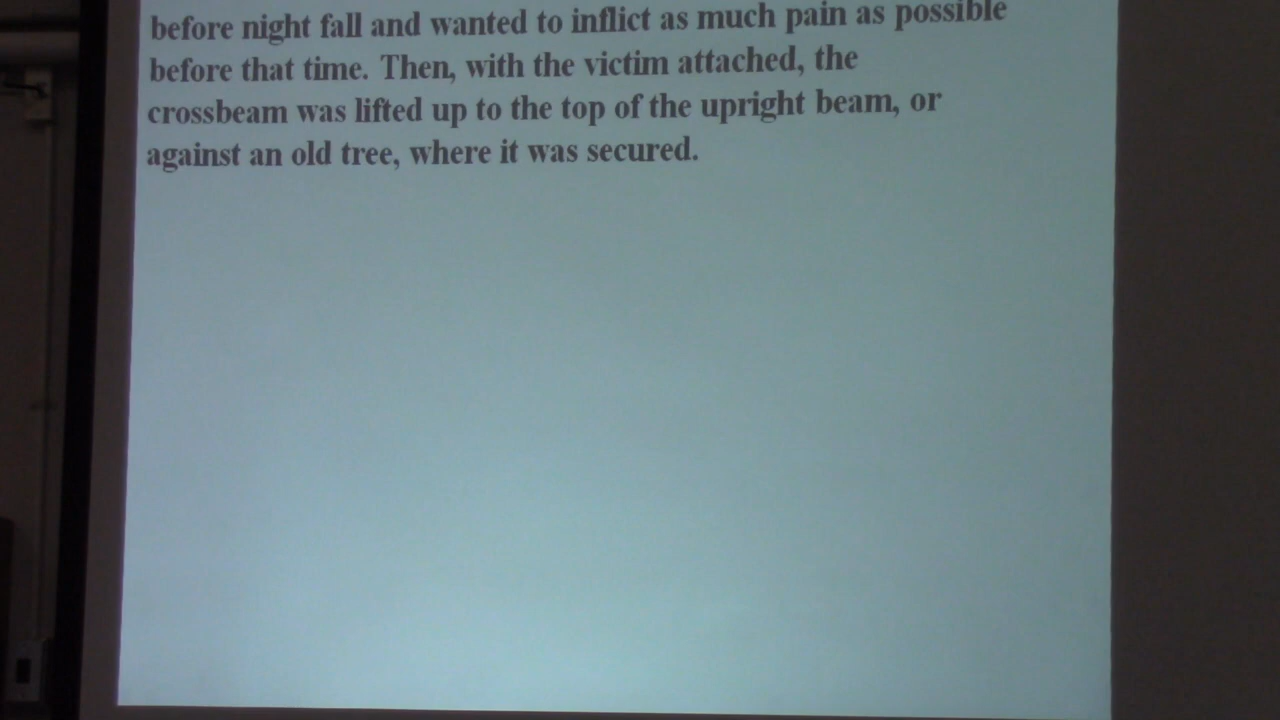 before night fall and wanted to inflict as much pain as possible
before that time. Then, with the victim attached, the
crossbeam was lifted up to the top of the upright beam, or
against an old tree, where it was secured.